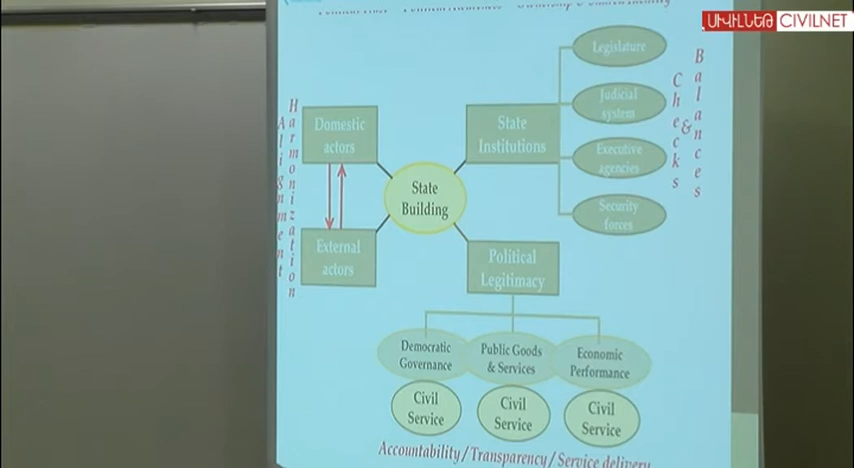 ՍԻՎԻԼՆԵԹ CIVILNET
Legislature
Judicial
system
Executive
agencies
Security
forces
Checks
&
Balances
State
Institutions
Domestic
actors
Alignment
Harmonization
State
Building
External
actors
Political
Legitimacy
Democratic
Governance
Public Goods
& Services
Economic
Performance
Civil
Service
Civil
Service
Civil
Service
Accountability / Transparency / Service delivery